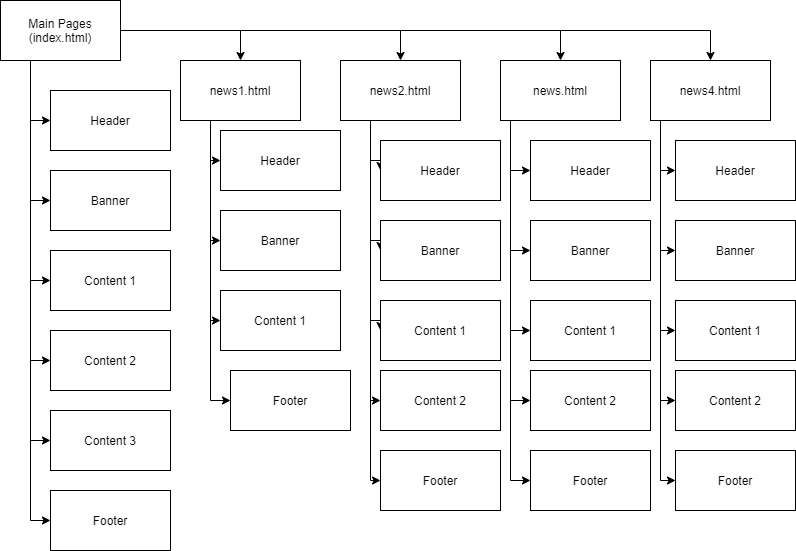 Main Pages
(index.html)
news1.html
news2.html
news.html
news4.html
Header
Banner
Content 1
Content 2
Content 3
Footer
Header
Banner
Content 1
Footer
Header
Banner
Content 1
Content 2
Footer
Header
Banner
Content 1
Content 2
Footer
Header
Banner
Content 1
Content 2
Footer